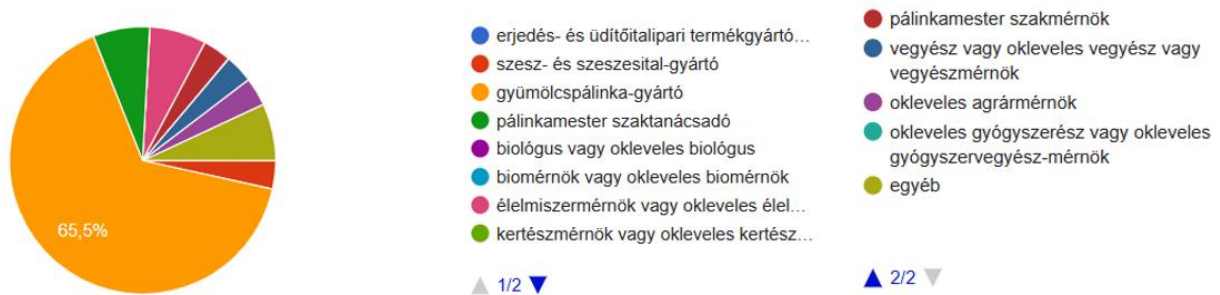 65,5%
erjedés- és üdítőitalipari termékgyártó…
szesz- és szeszesital-gyártó
gyümölcspálinka-gyártó
pálinkamester szaktanácsadó
biológus vagy okleveles biológus
biomérnök vagy okleveles biomérnök
élelmiszermérnök vagy okleveles élel…
kertészmérnök vagy okleveles kertész…
1/2
pálinkamester szakmérnök
vegyész vagy okleveles vegyész vagy
vegyészmérnök
okleveles agrármérnök
okleveles gyógyszerész vagy okleveles
gyógyszervegyész-mérnök
egyéb
2/2